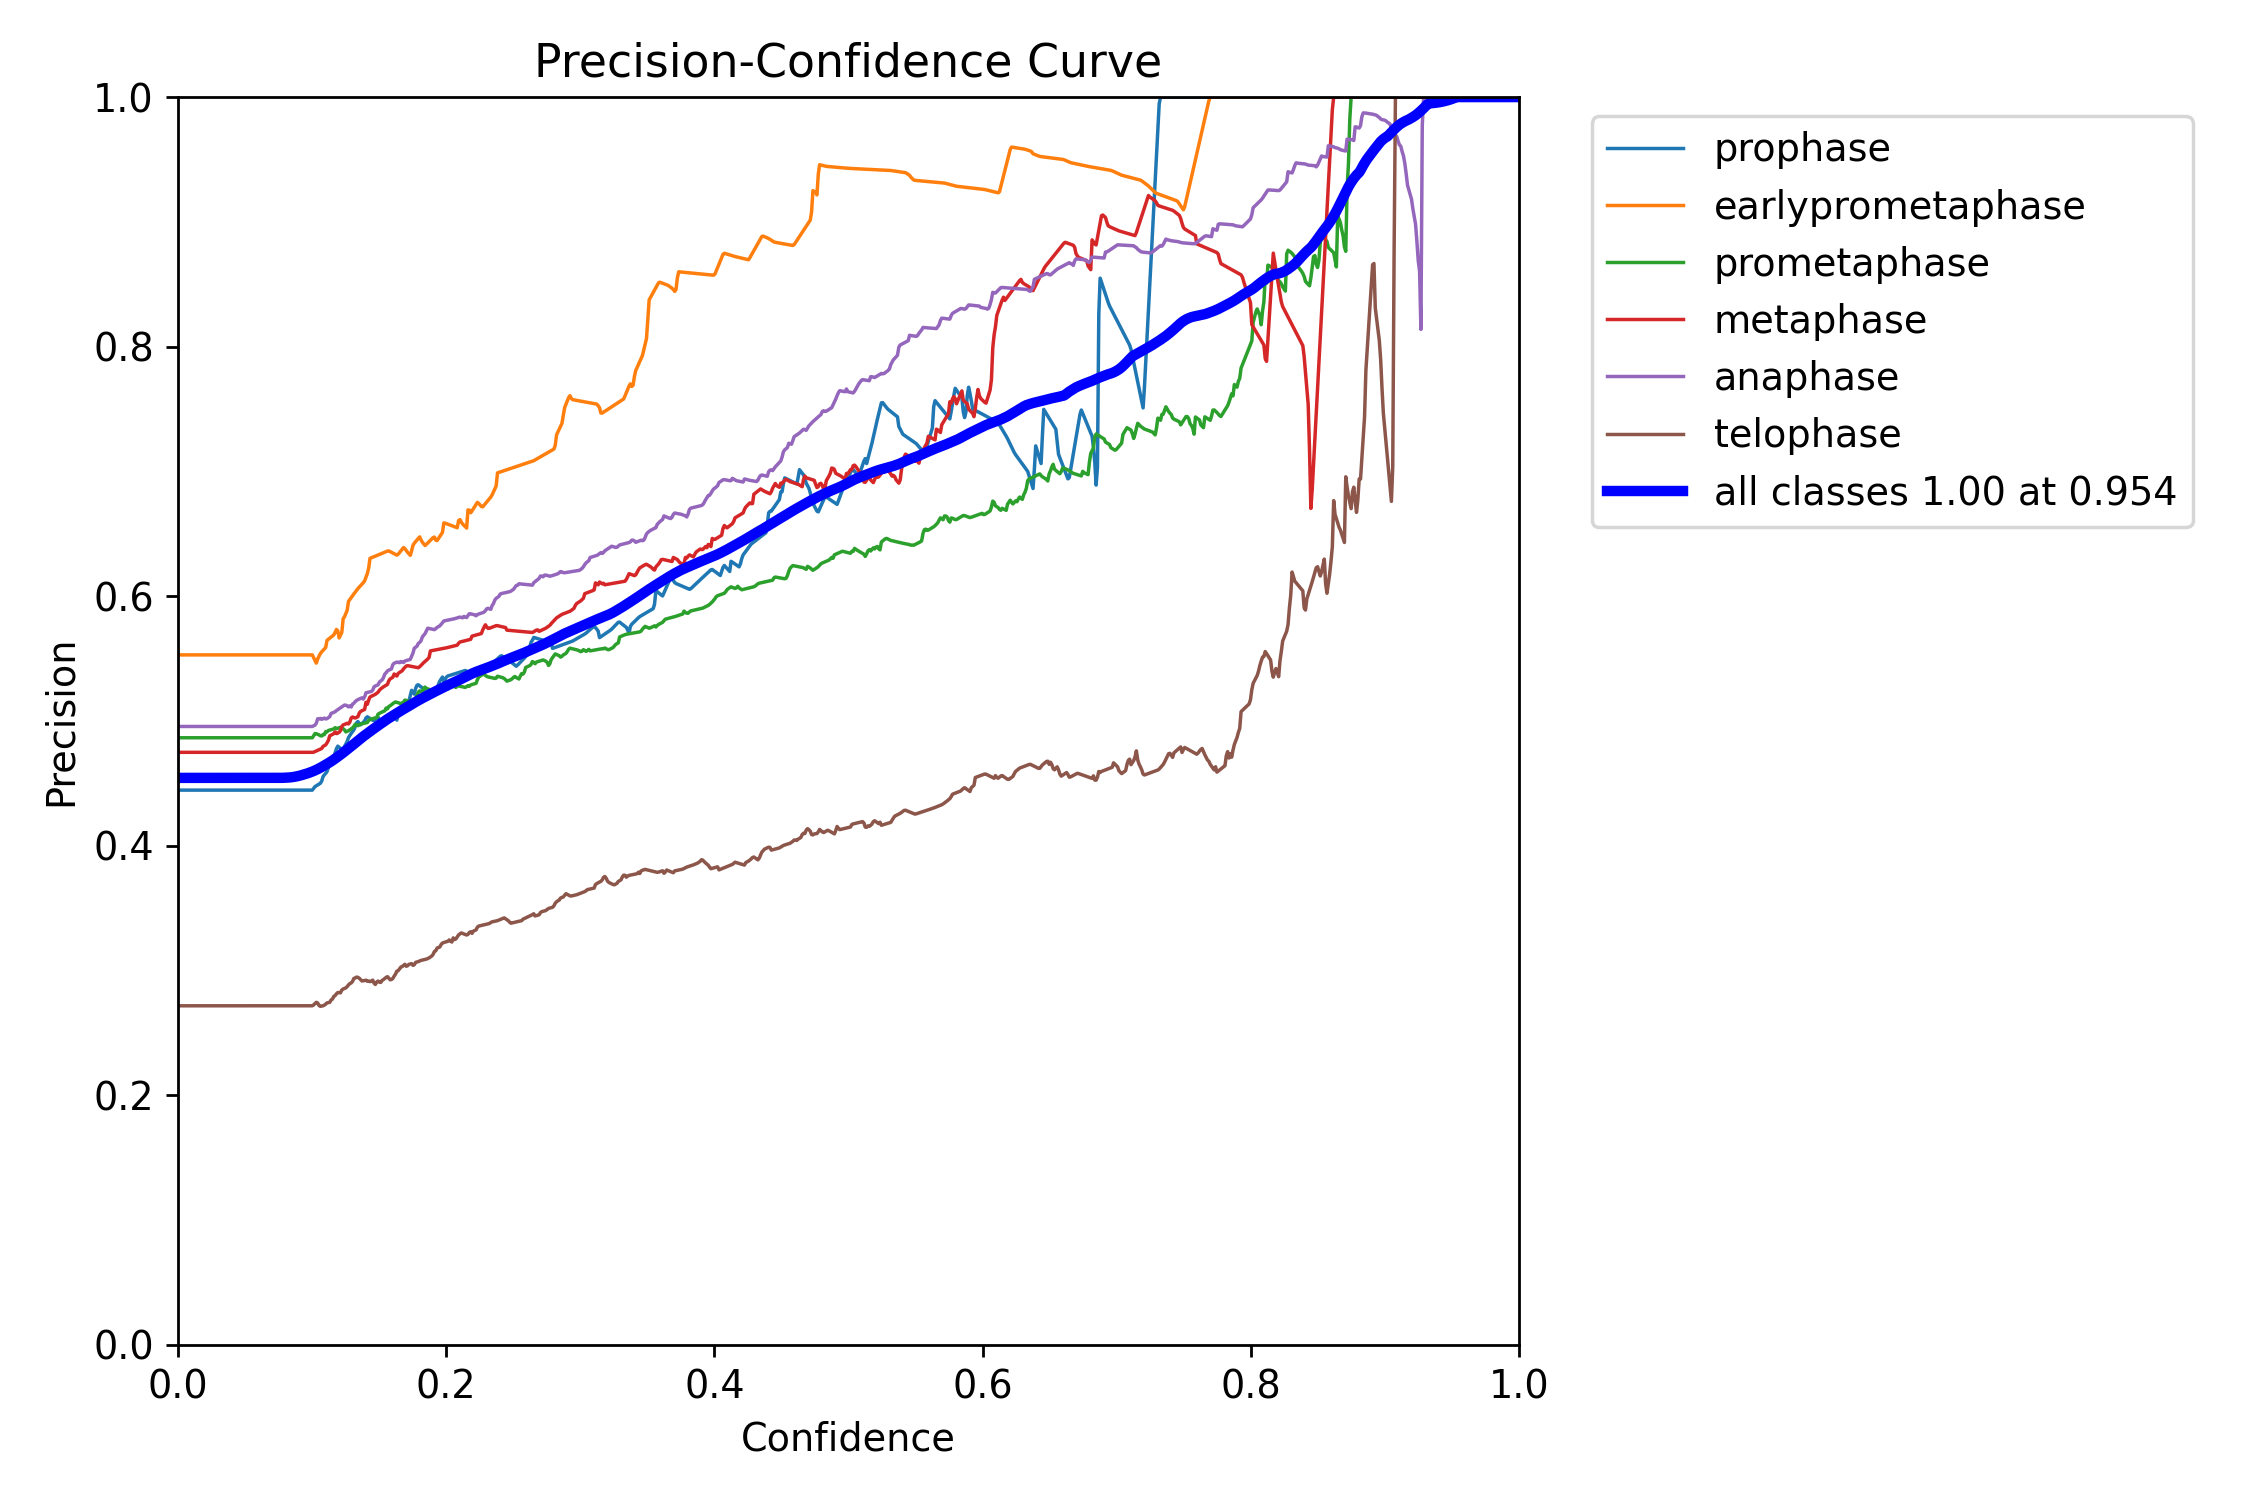 Precision-Confidence Curve
1.0
0.8
0.6
0.4
0.2
0.0
Precision
0.0 0.2 0.4 0.6 0.8 1.0
Confidence
prophase
earlyprometaphase
prometaphase
metaphase
anaphase
telophase
all classes 1.00 at 0.954